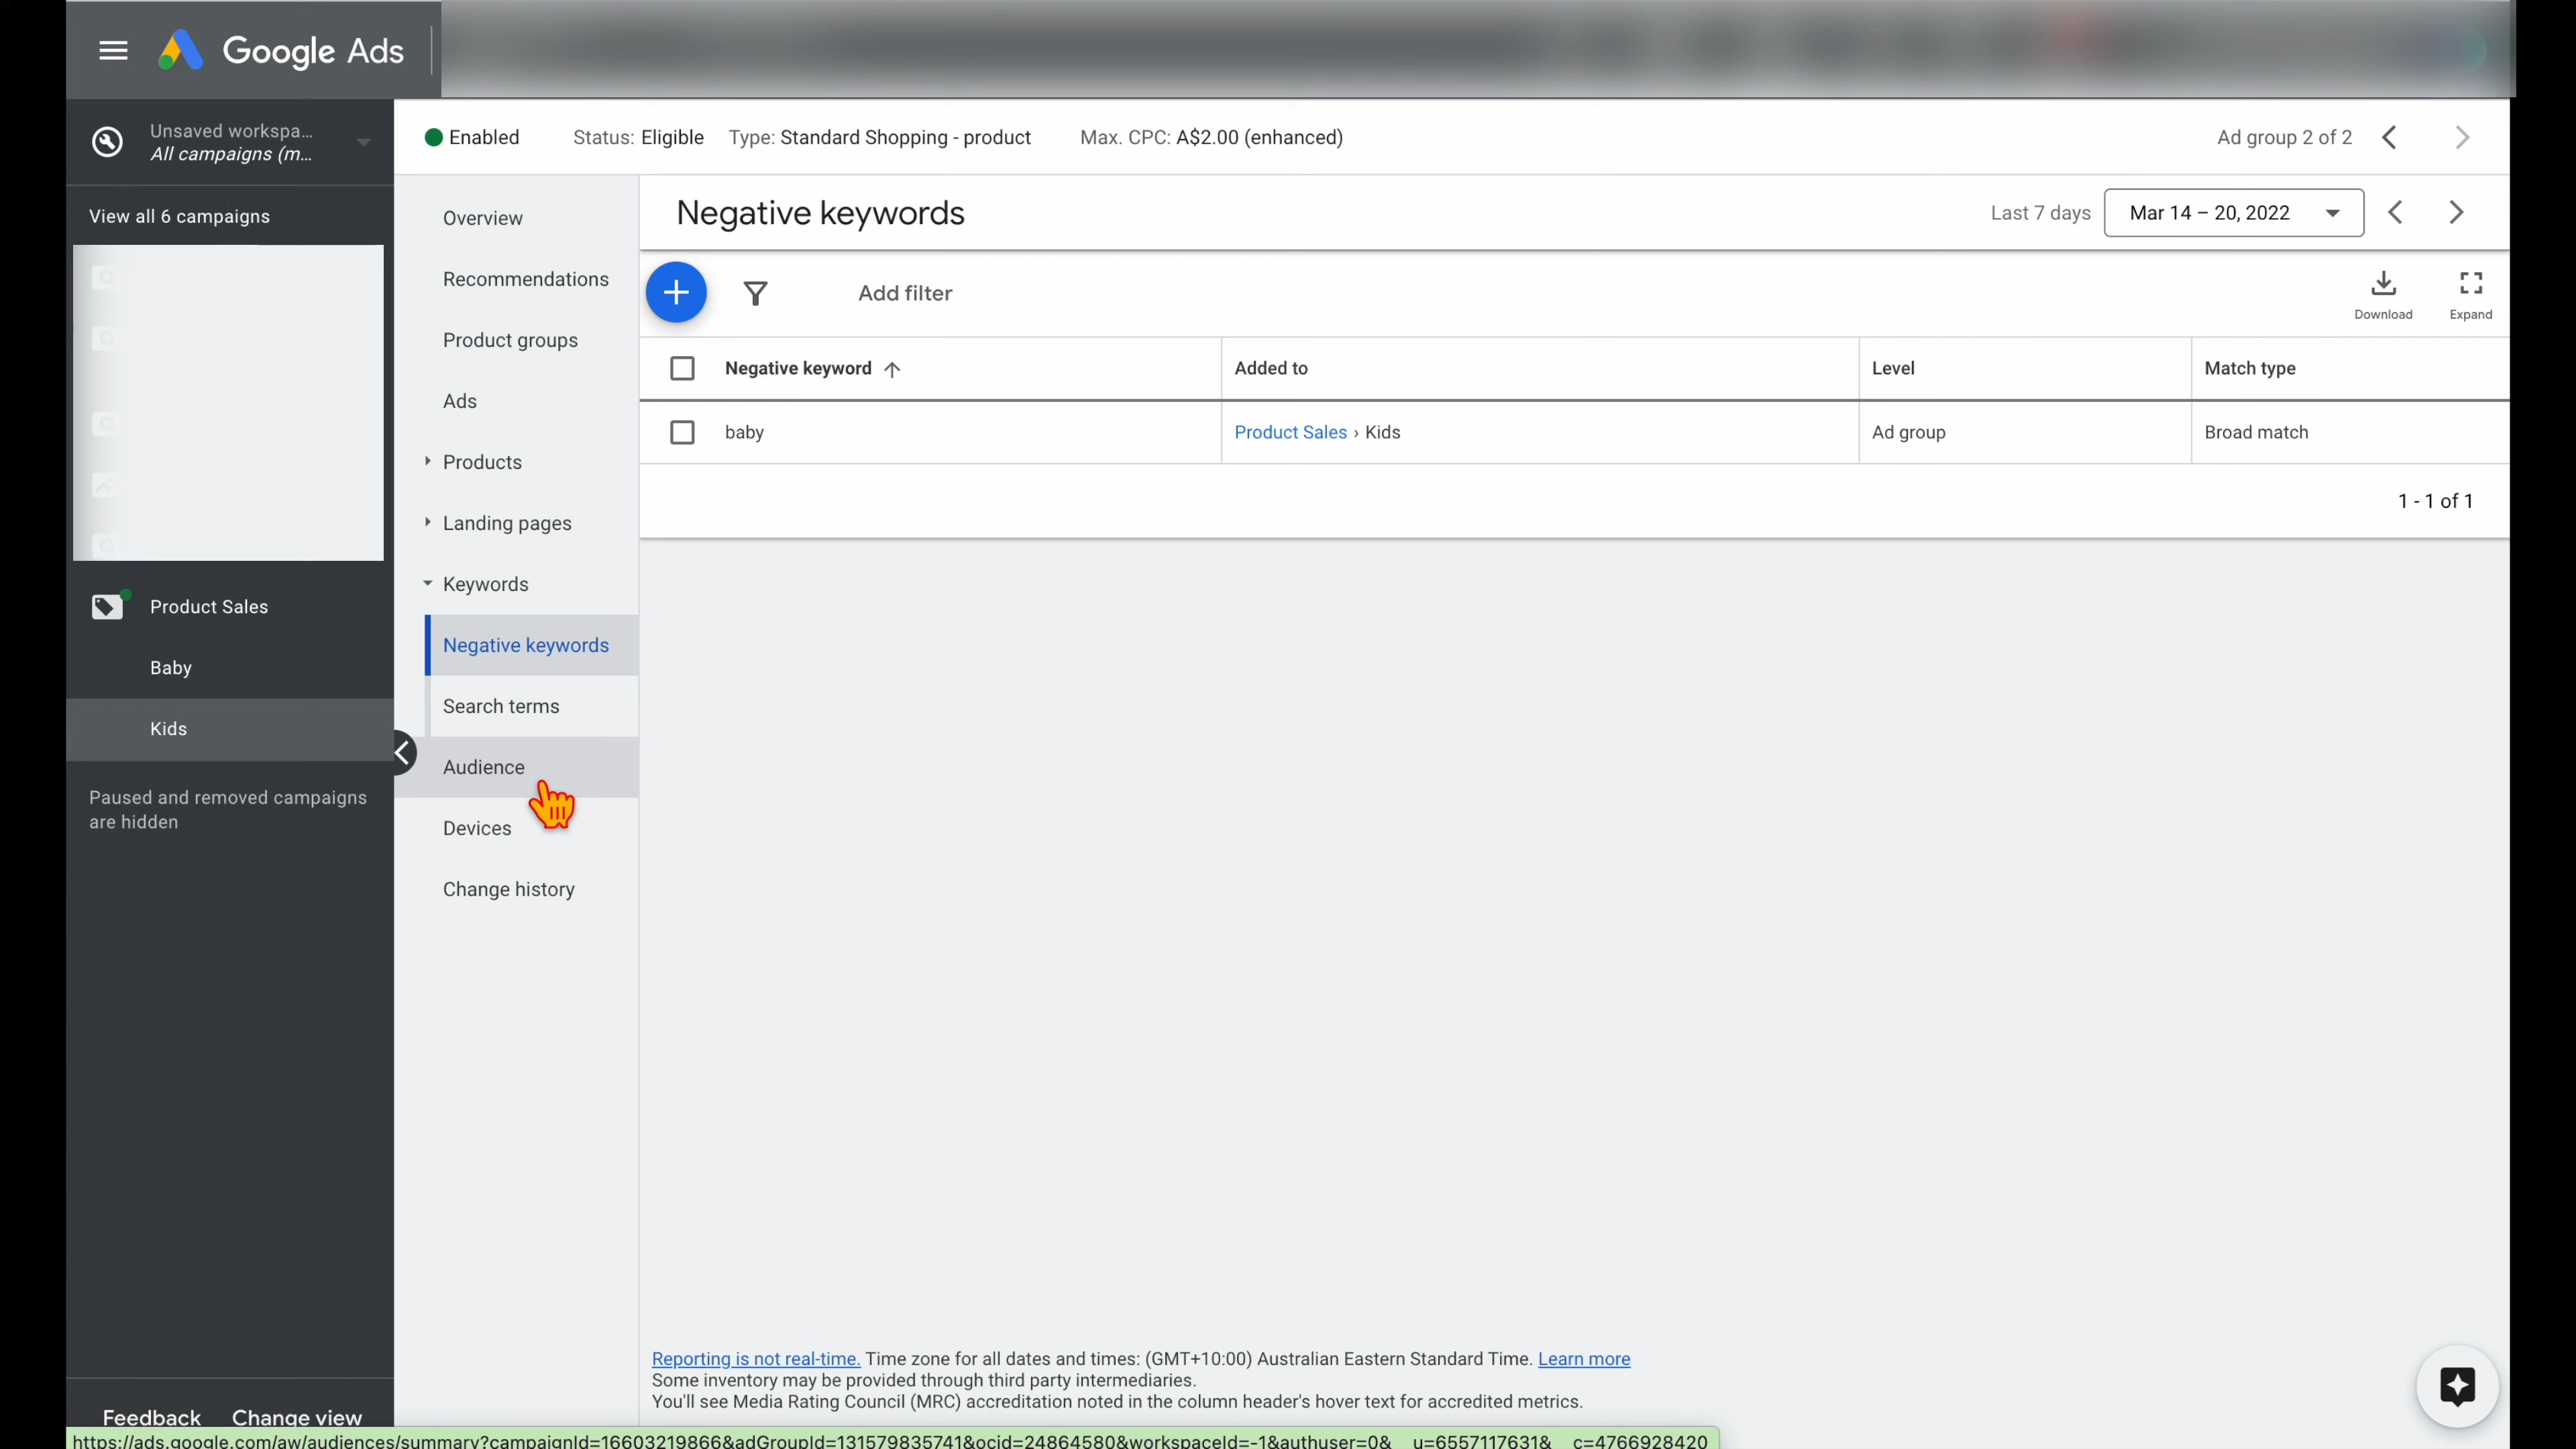 Google Ads
Unsaved workspa...
All campaigns (m...
View all 6 campaigns
Product Sales
Baby
Kids
Paused and removed campaigns
are hidden
Feedback Change view
Enabled Status: Eligible Type: Standard Shopping - product Max. CPC: A$2.00 (enhanced) Ad group 2 of 2
Overview
Recommendations
Product groups
Ads
Products
Landing pages
Keywords
Negative keywords
Search terms
Audience
Devices
Change history
Negative keywords Last 7 days Mar 14 – 20, 2022
Add filter Download Expand
Negative keyword Added to Level Match type
baby Product Sales › Kids Ad group Broad match
1 - 1 of 1
Reporting is not real-time. Time zone for all dates and times: (GMT+10:00) Australian Eastern Standard Time. Learn more
Some inventory may be provided through third party intermediaries.
You'll see Media Rating Council (MRC) accreditation noted in the column header's hover text for accredited metrics.
https://ads.google.com/aw/audiences/summary?campaignId=16603219866&adGroupId=131579835741&ocid=24864580&workspaceId=-1&authuser=0&__u=6557117631&__c=4766928420